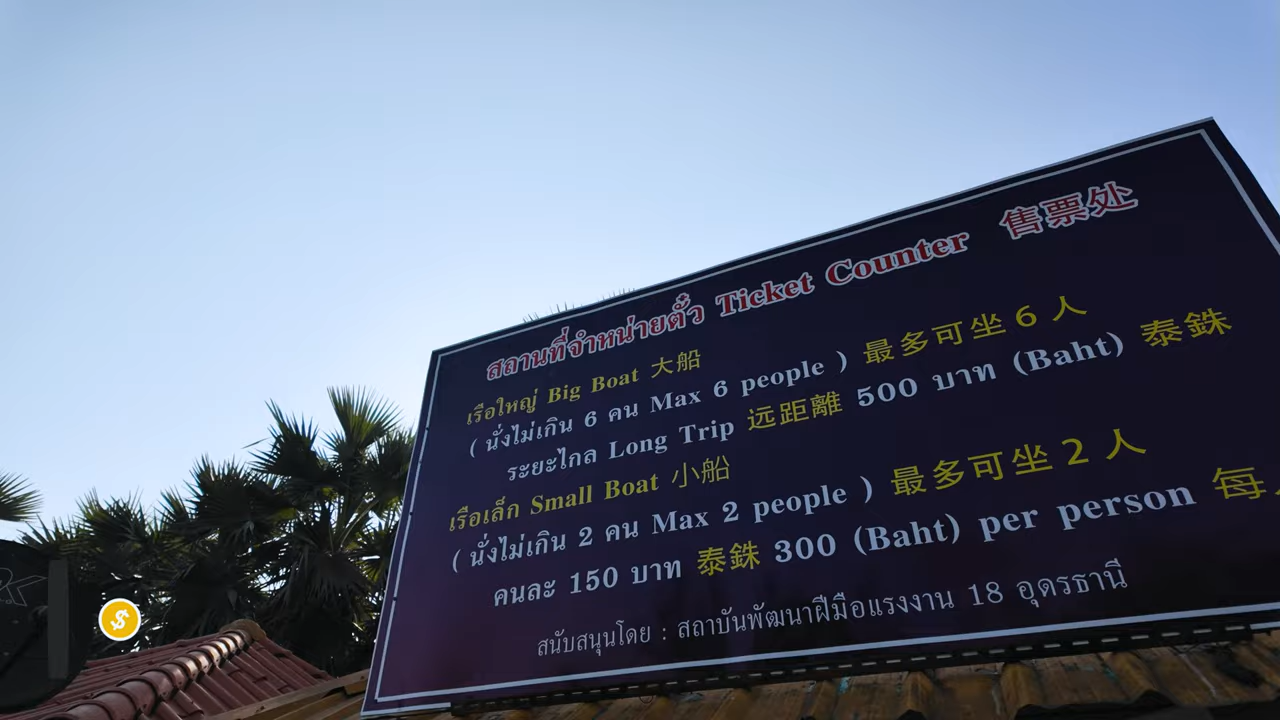 สถานที่จำหน่ายตั๋ว Ticket Counter 售票处
เรือใหญ่ Big Boat 大船
( นั่งไม่เกิน 6 คน Max 6 people ) 最多可坐 6 人
ระยะไกล Long Trip 远距離 500 บาท (Baht) 泰銖
เรือเล็ก Small Boat 小船
( นั่งไม่เกิน 2 คน Max 2 people ) 最多可坐 2 人
คนละ 150 บาท 泰銖 300 (Baht) per person 每
สนับสนุนโดย : สถาบันพัฒนาฝีมือแรงงาน 18 อุดรธานี
$